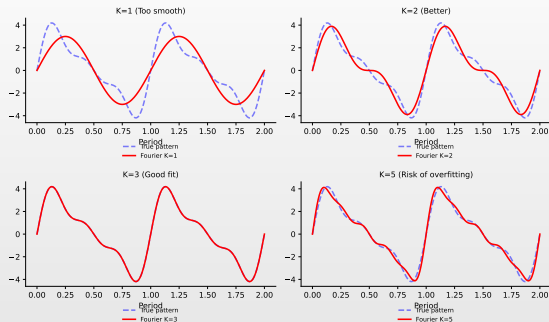 K=1 (Too smooth)
4
2
0
−2
−4
0.00 0.25 0.50 0.75 1.00 1.25 1.50 1.75 2.00
Period
True pattern
Fourier K=1
K=2 (Better)
4
2
0
−2
−4
0.00 0.25 0.50 0.75 1.00 1.25 1.50 1.75 2.00
Period
True pattern
Fourier K=2
K=3 (Good fit)
4
2
0
−2
−4
0.00 0.25 0.50 0.75 1.00 1.25 1.50 1.75 2.00
Period
True pattern
Fourier K=3
K=5 (Risk of overfitting)
4
2
0
−2
−4
0.00 0.25 0.50 0.75 1.00 1.25 1.50 1.75 2.00
Period
True pattern
Fourier K=5